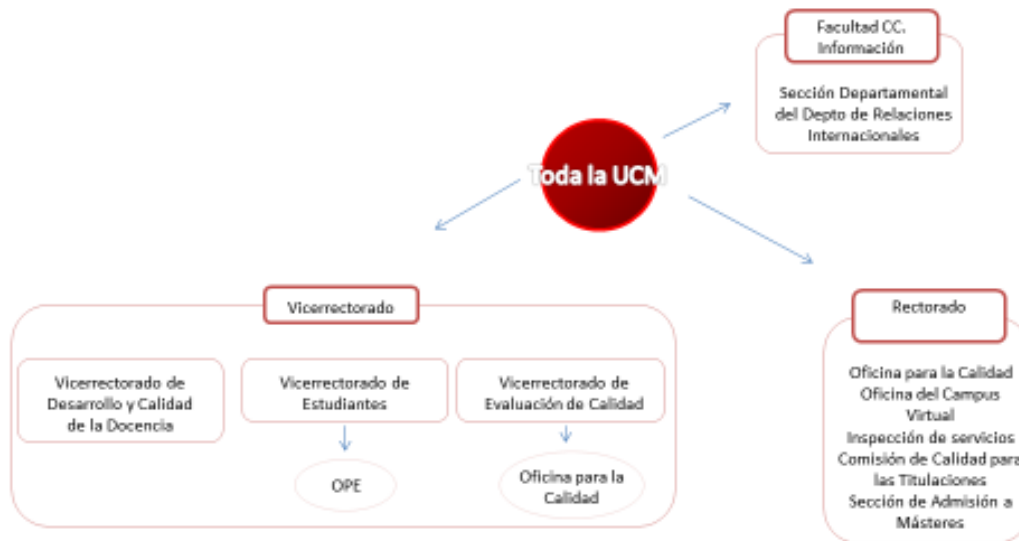 Facultad CC.
Información
Sección Departamental
del Depto de Relaciones
Internacionales
Toda la UCM
Vicerrectorado
Vicerrectorado de
Desarrollo y Calidad
de la Docencia
Vicerrectorado de
Estudiantes
OPE
Vicerrectorado de
Evaluación de Calidad
Oficina para la
Calidad
Rectorado
Oficina para la Calidad
Oficina del Campus
Virtual
Inspección de servicios
Comisión de Calidad para
las Titulaciones
Sección de Admisión a
Másteres